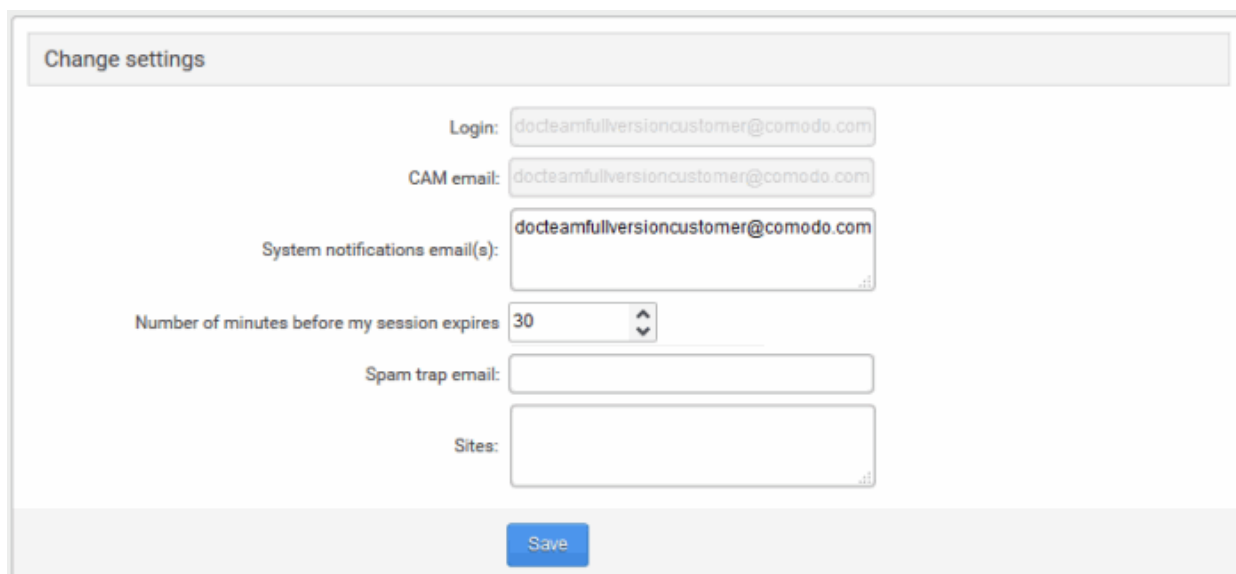 Change settings
Login: docteamfullversioncustomer@comodo.com
CAM email: docteamfullversioncustomer@comodo.com
System notifications email(s): docteamfullversioncustomer@comodo.com
Number of minutes before my session expires 30
Spam trap email:
Sites:
Save